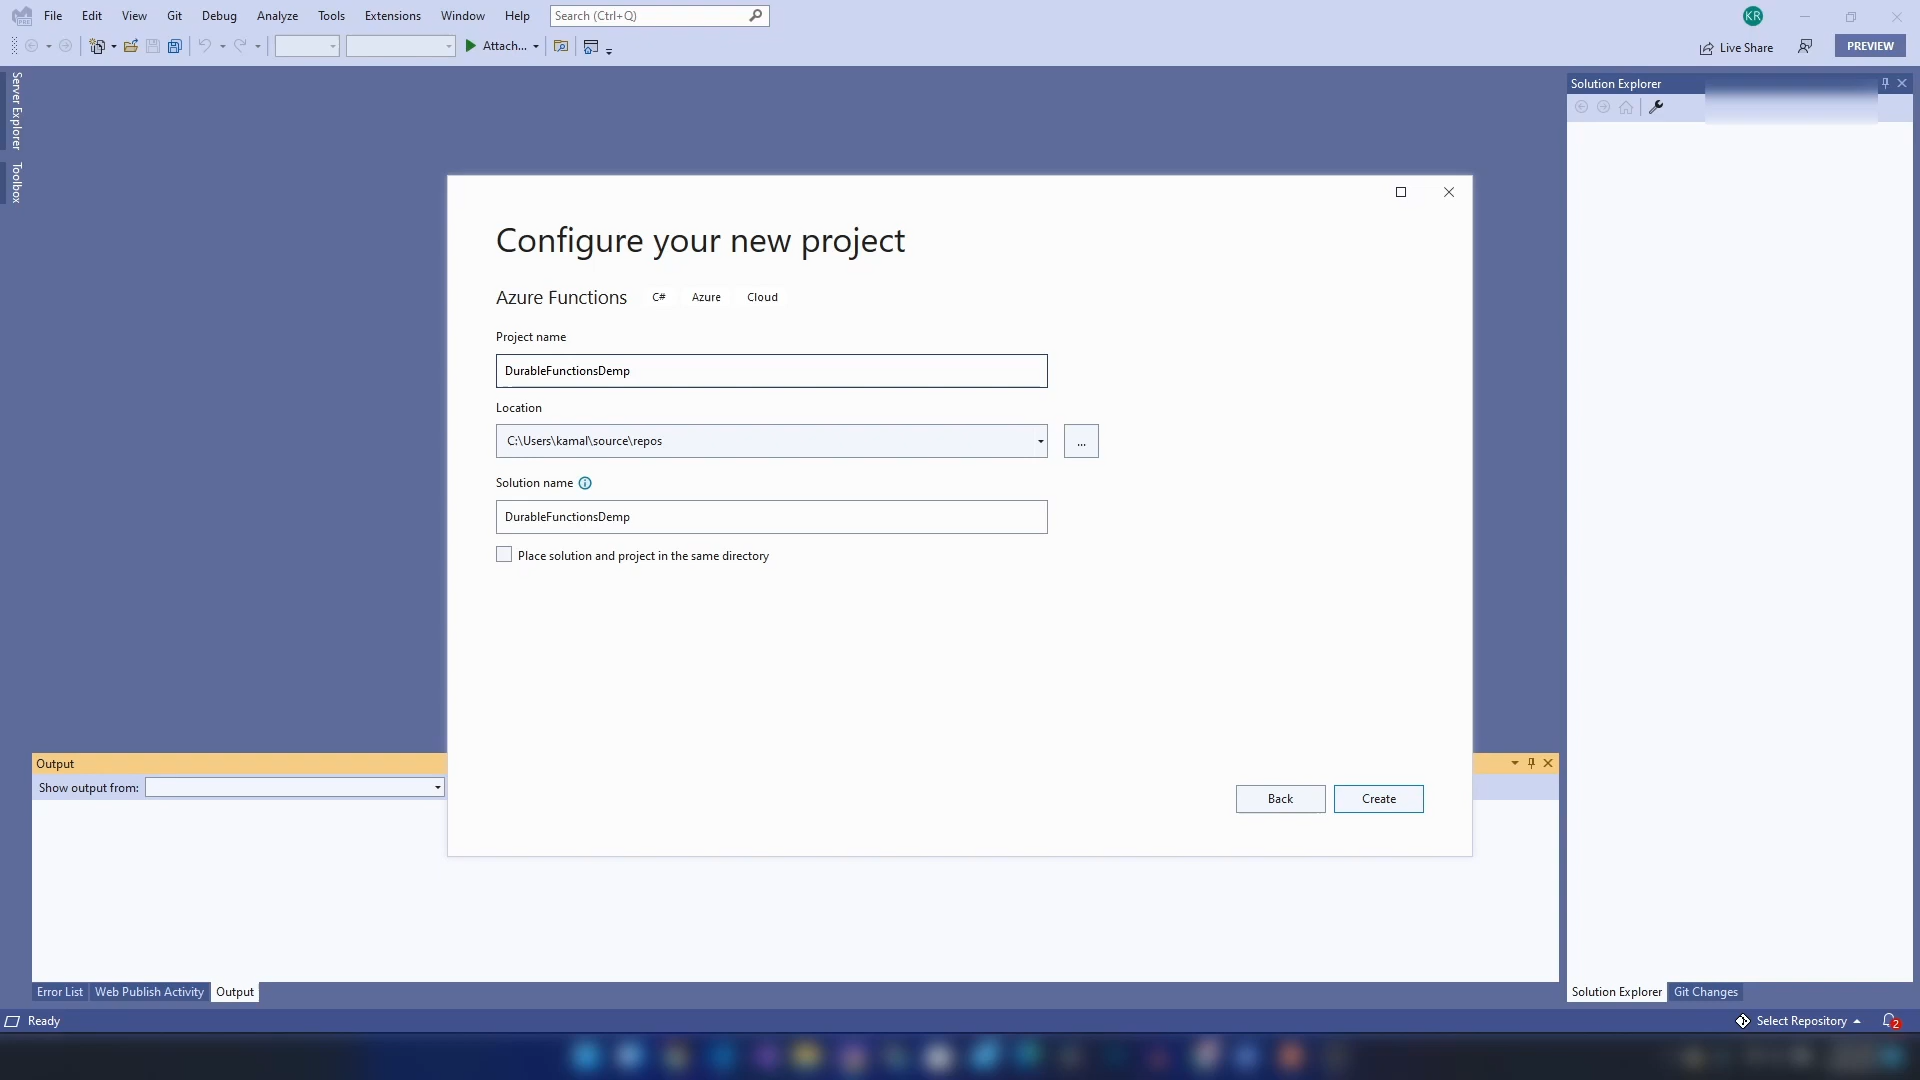 File Edit View Git Debug Analyze Tools Extensions Window Help Search (Ctrl+Q) KR
Attach... Live Share PREVIEW
Server Explorer
Toolbox
Solution Explorer
Configure your new project
Azure Functions C# Azure Cloud
Project name
DurableFunctionsDemp
Location
C:\Users\kamal\source\repos
...
Solution name
DurableFunctionsDemp
Place solution and project in the same directory
Back Create
Output
Show output from:
Error List Web Publish Activity Output
Solution Explorer Git Changes
Ready Select Repository 2